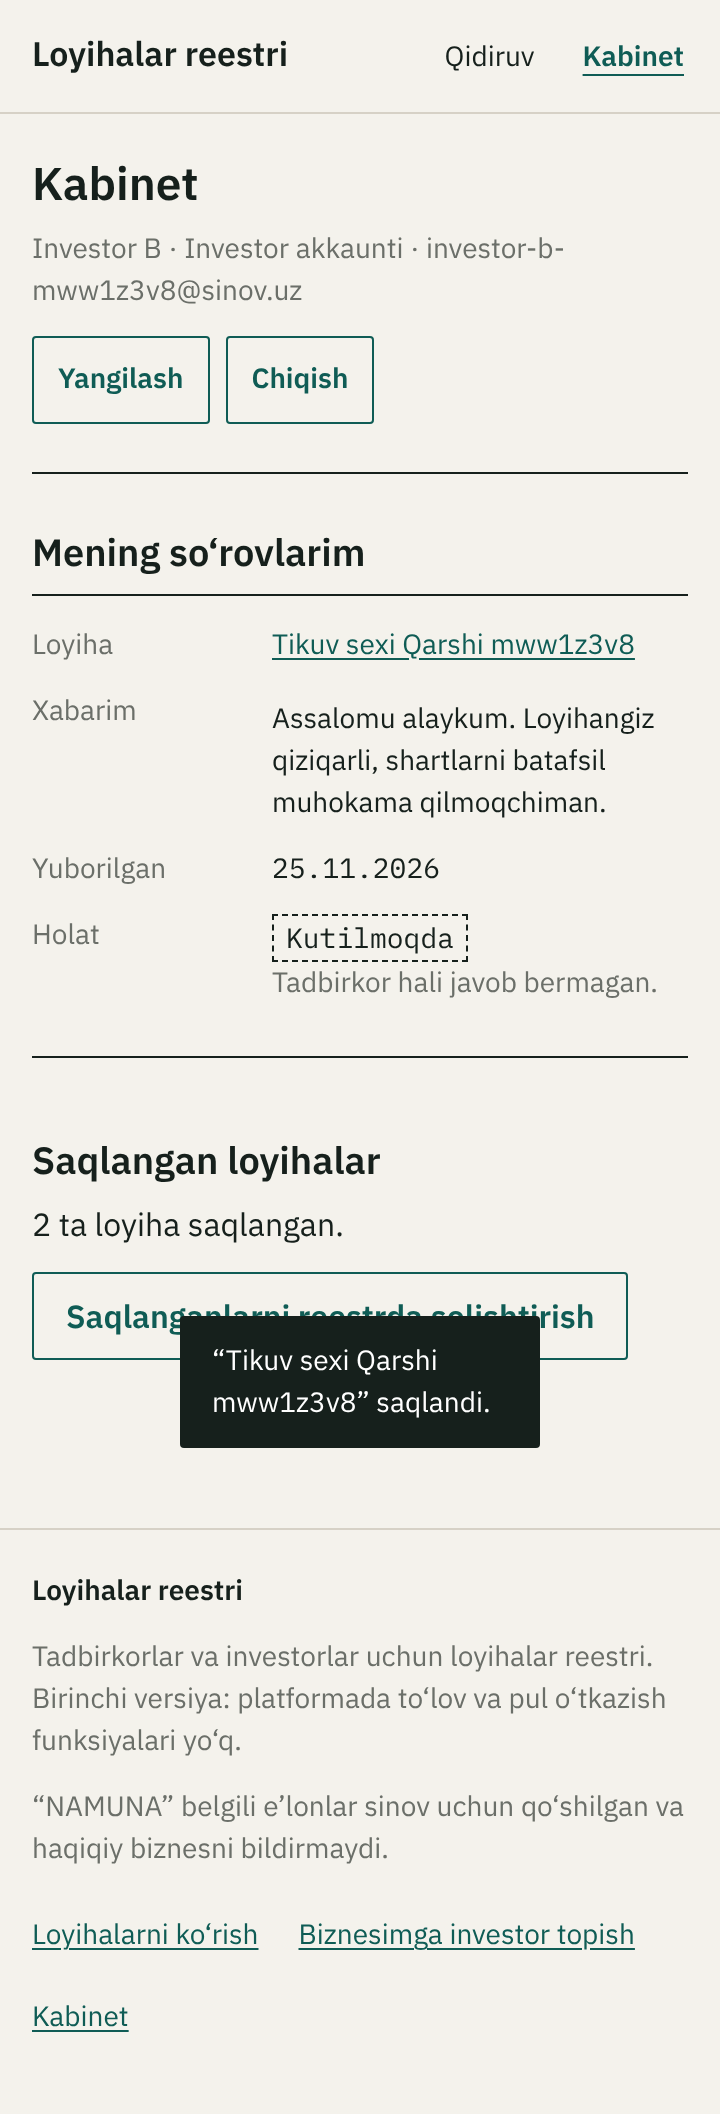 Loyihalar reestri
Qidiruv
Kabinet
Kabinet
Investor B · Investor akkaunti · investor-b-
mww1z3v8@sinov.uz
Yangilash
Chiqish
Mening so‘rovlarim
Loyiha
Tikuv sexi Qarshi mww1z3v8
Xabarim
Assalomu alaykum. Loyihangiz
qiziqarli, shartlarni batafsil
muhokama qilmoqchiman.
Yuborilgan
25.11.2026
Holat
Kutilmoqda
Tadbirkor hali javob bermagan.
Saqlangan loyihalar
2 ta loyiha saqlangan.
Saqlanganlarni reestrda solishtirish
“Tikuv sexi Qarshi
mww1z3v8” saqlandi.
Loyihalar reestri
Tadbirkorlar va investorlar uchun loyihalar reestri.
Birinchi versiya: platformada to‘lov va pul o‘tkazish
funksiyalari yo‘q.
“NAMUNA” belgili e’lonlar sinov uchun qo‘shilgan va
haqiqiy biznesni bildirmaydi.
Loyihalarni ko‘rish
Biznesimga investor topish
Kabinet